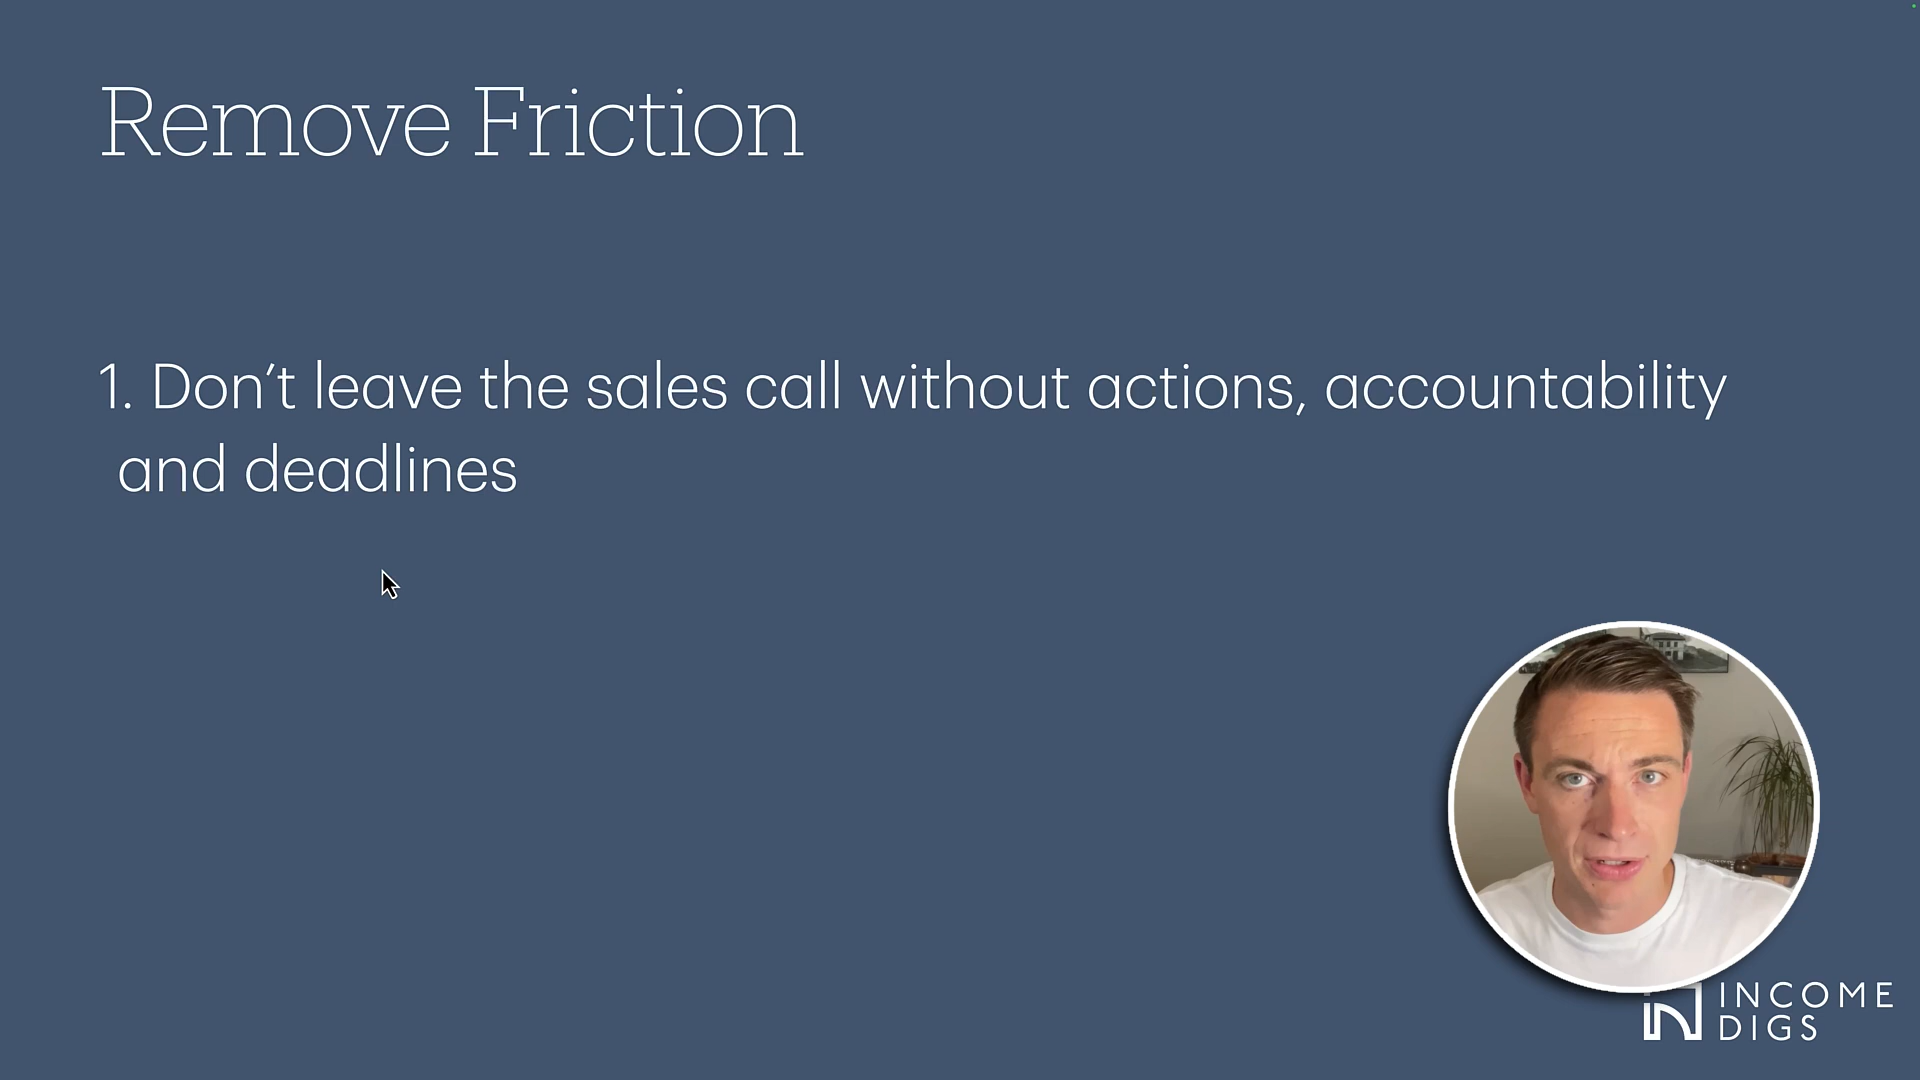 Remove Friction
1. Don’t leave the sales call without actions, accountability
and deadlines
INCOME
DIGS